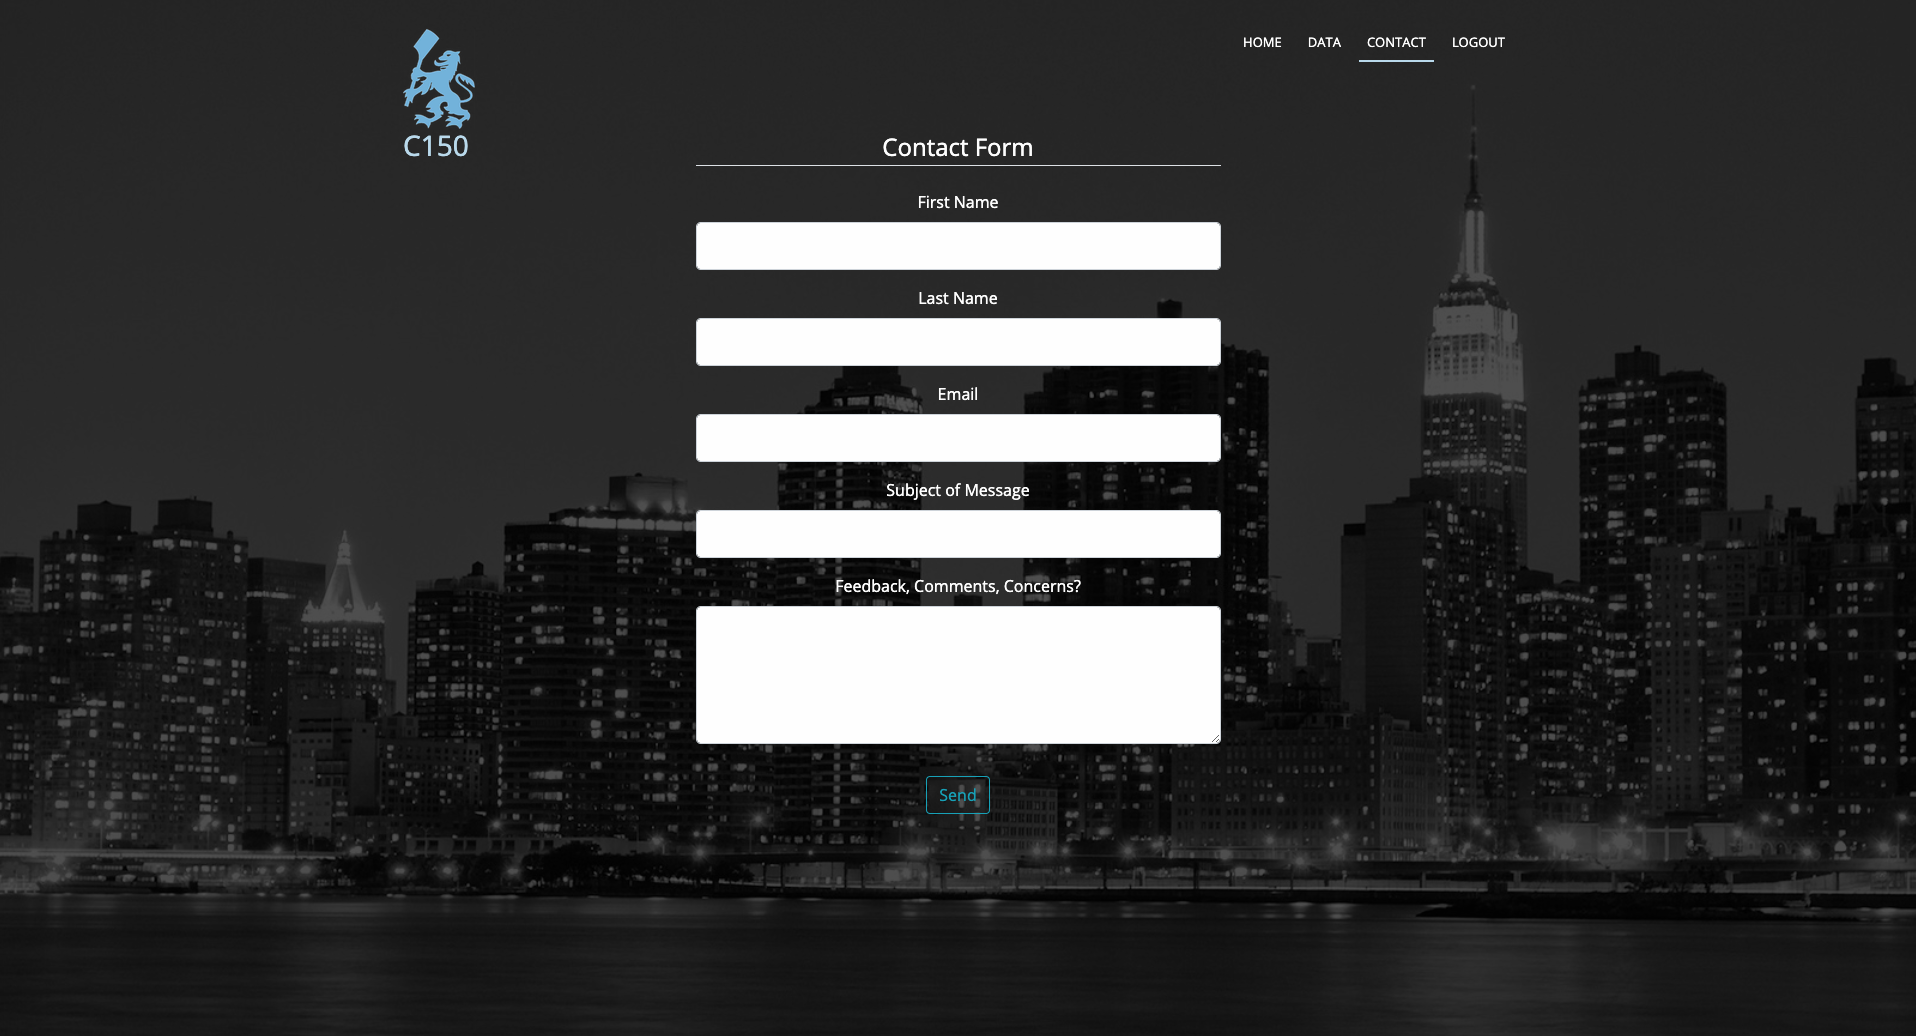 C150
HOME DATA CONTACT LOGOUT
Contact Form
First Name
Last Name
Email
Subject of Message
Feedback, Comments, Concerns?
Send